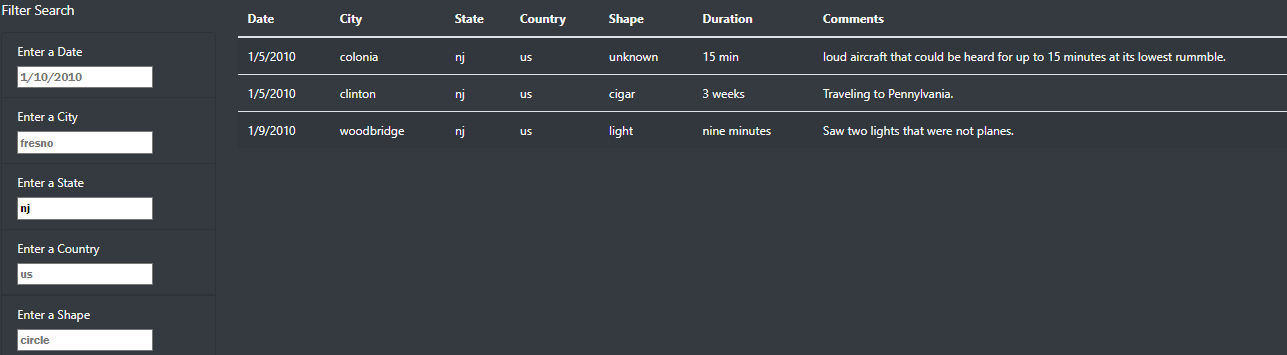 Filter Search
Enter a Date
1/10/2010
Enter a City
fresno
Enter a State
nj
Enter a Country
us
Enter a Shape
circle
Date City State Country Shape Duration Comments
1/5/2010 colonia nj us unknown 15 min loud aircraft that could be heard for up to 15 minutes at its lowest rummble.
1/5/2010 clinton nj us cigar 3 weeks Traveling to Pennylvania.
1/9/2010 woodbridge nj us light nine minutes Saw two lights that were not planes.